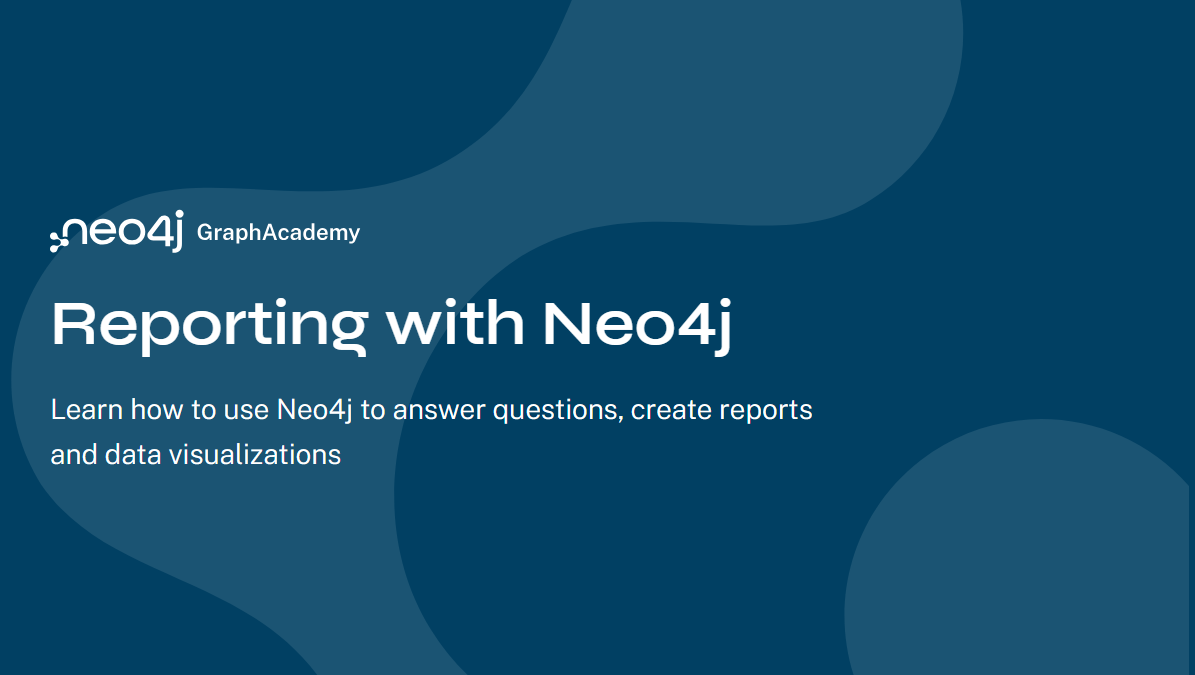 neo4j GraphAcademy
Reporting with Neo4j
Learn how to use Neo4j to answer questions, create reports
and data visualizations